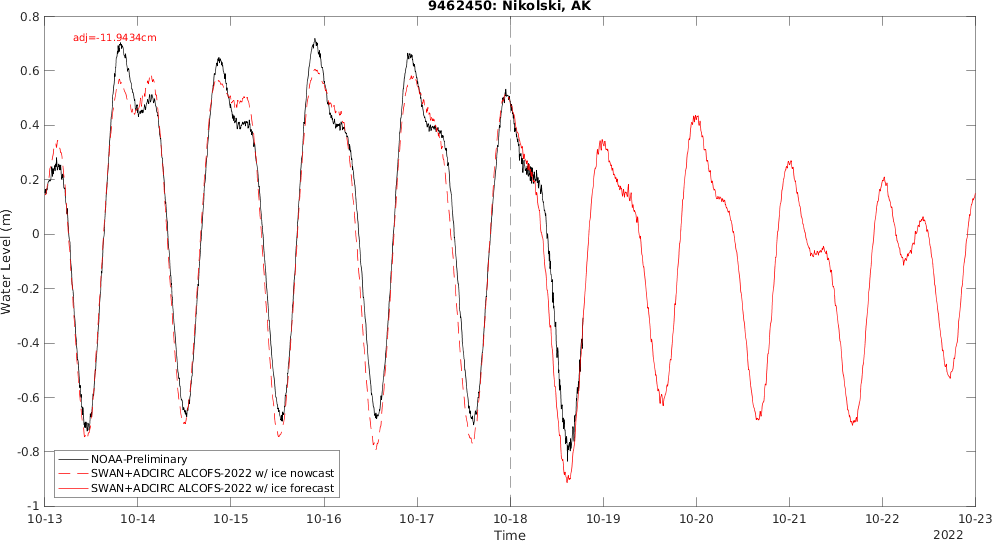 9462450: Nikolski, AK
adj=-11.9434cm
Water Level (m)
0.8
0.6
0.4
0.2
0
-0.2
-0.4
-0.6
-0.8
-1
NOAA-Preliminary
SWAN+ADCIRC ALCOFS-2022 w/ ice nowcast
SWAN+ADCIRC ALCOFS-2022 w/ ice forecast
10-13 10-14 10-15 10-16 10-17 10-18 10-19 10-20 10-21 10-22 10-23
Time
2022